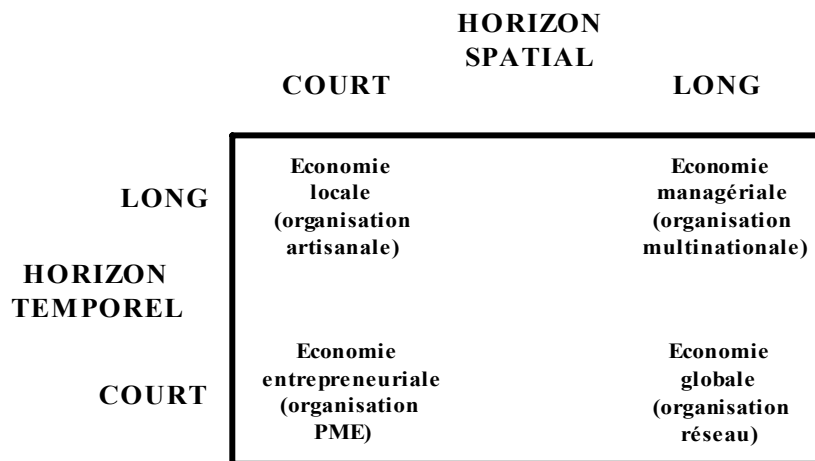 HORIZON
SPATIAL
COURT
LONG
LONG
Economie
locale
(organisation
artisanale)
Economie
managériale
(organisation
multinationale)
HORIZON
TEMPOREL
COURT
Economie
entrepreneuriale
(organisation
PME)
Economie
globale
(organisation
réseau)